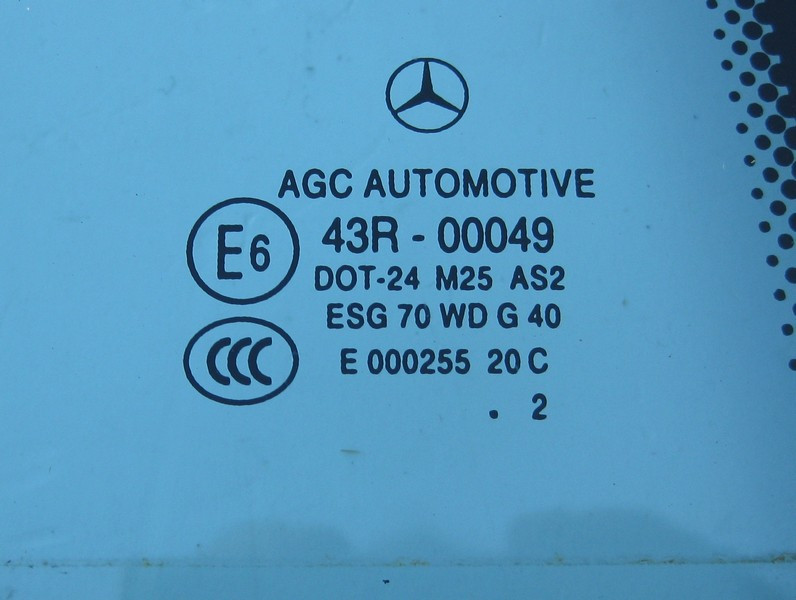 AGC AUTOMOTIVE
E6
43R - 00049
DOT-24 M25 AS2
ESG 70 WD G 40
CCC
E 000255 20 C
. 2